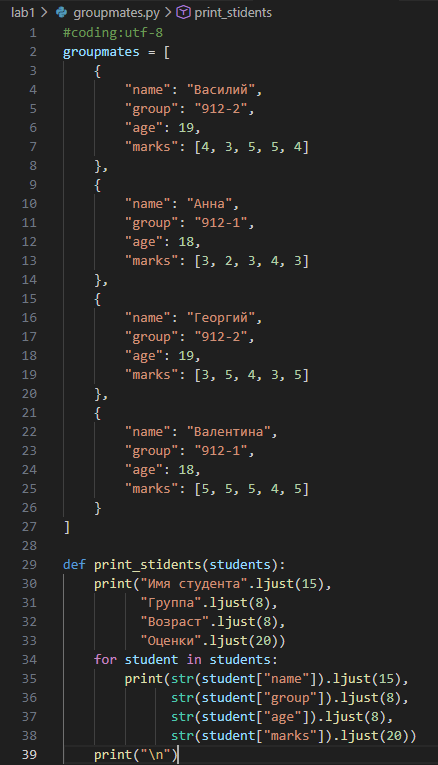 lab1 > groupmates.py > print_stidents
1 #coding:utf-8
2 groupmates = [
3     {
4         "name": "Василий",
5         "group": "912-2",
6         "age": 19,
7         "marks": [4, 3, 5, 5, 4]
8     },
9     {
10         "name": "Анна",
11         "group": "912-1",
12         "age": 18,
13         "marks": [3, 2, 3, 4, 3]
14     },
15     {
16         "name": "Георгий",
17         "group": "912-2",
18         "age": 19,
19         "marks": [3, 5, 4, 3, 5]
20     },
21     {
22         "name": "Валентина",
23         "group": "912-1",
24         "age": 18,
25         "marks": [5, 5, 5, 4, 5]
26     }
27 ]
28
29 def print_stidents(students):
30     print("Имя студента".ljust(15),
31           "Группа".ljust(8),
32           "Возраст".ljust(8),
33           "Оценки".ljust(20))
34     for student in students:
35         print(str(student["name"]).ljust(15),
36               str(student["group"]).ljust(8),
37               str(student["age"]).ljust(8),
38               str(student["marks"]).ljust(20))
39     print("\n")